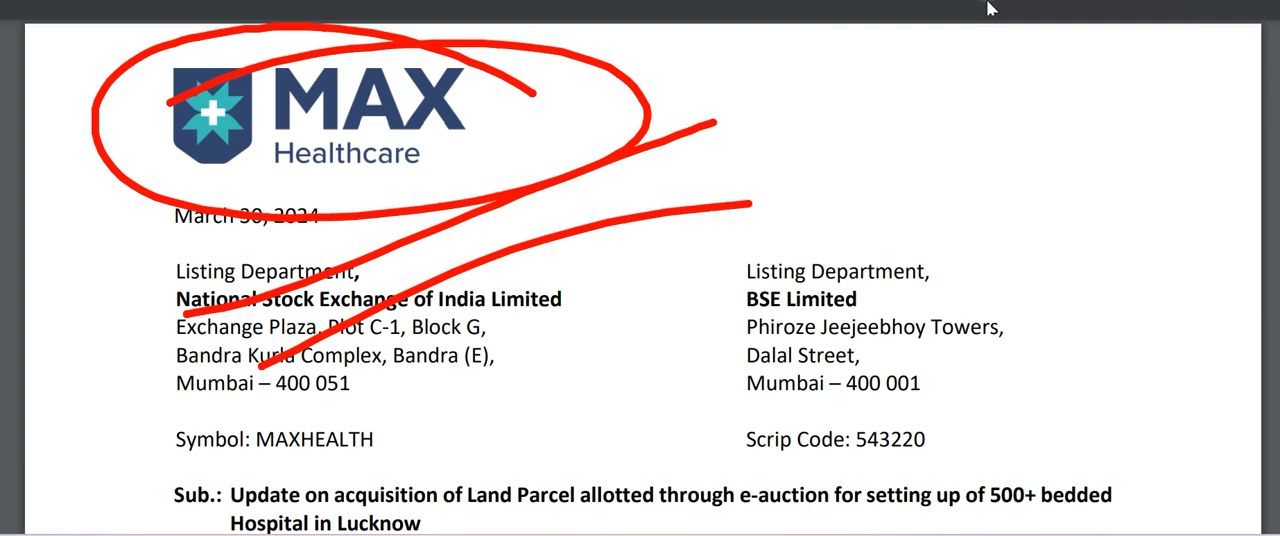 MAX
Healthcare
March 30, 2024
Listing Department,
National Stock Exchange of India Limited
Exchange Plaza, Plot C-1, Block G,
Bandra Kurla Complex, Bandra (E),
Mumbai – 400 051
Symbol: MAXHEALTH
Listing Department,
BSE Limited
Phiroze Jeejeebhoy Towers,
Dalal Street,
Mumbai – 400 001
Scrip Code: 543220
Sub.: Update on acquisition of Land Parcel allotted through e-auction for setting up of 500+ bedded
Hospital in Lucknow